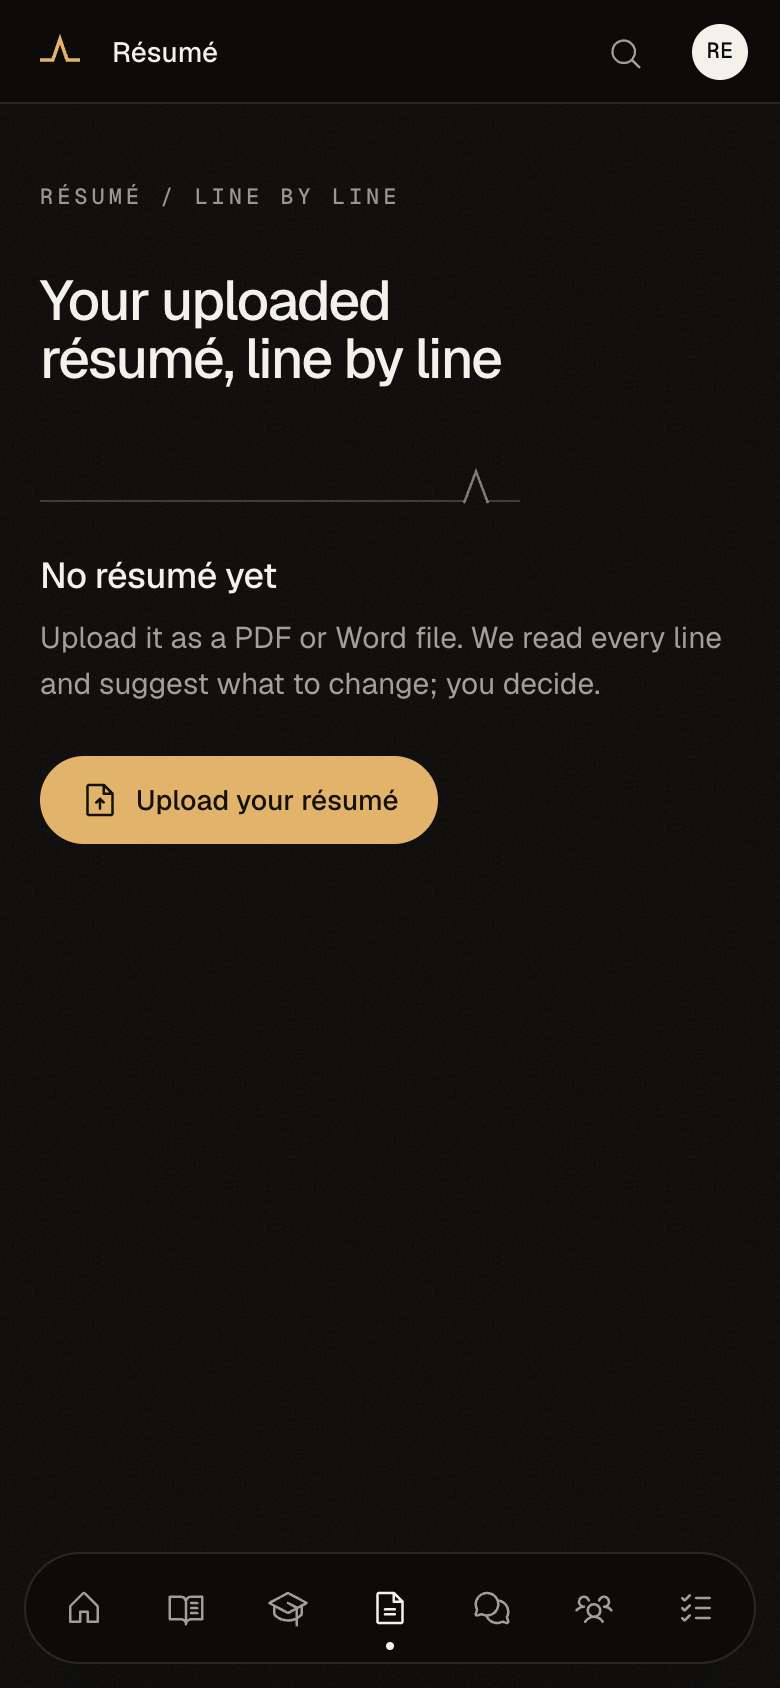 Résumé
RE
RÉSUMÉ / LINE BY LINE
Your uploaded
résumé, line by line
No résumé yet
Upload it as a PDF or Word file. We read every line
and suggest what to change; you decide.
Upload your résumé